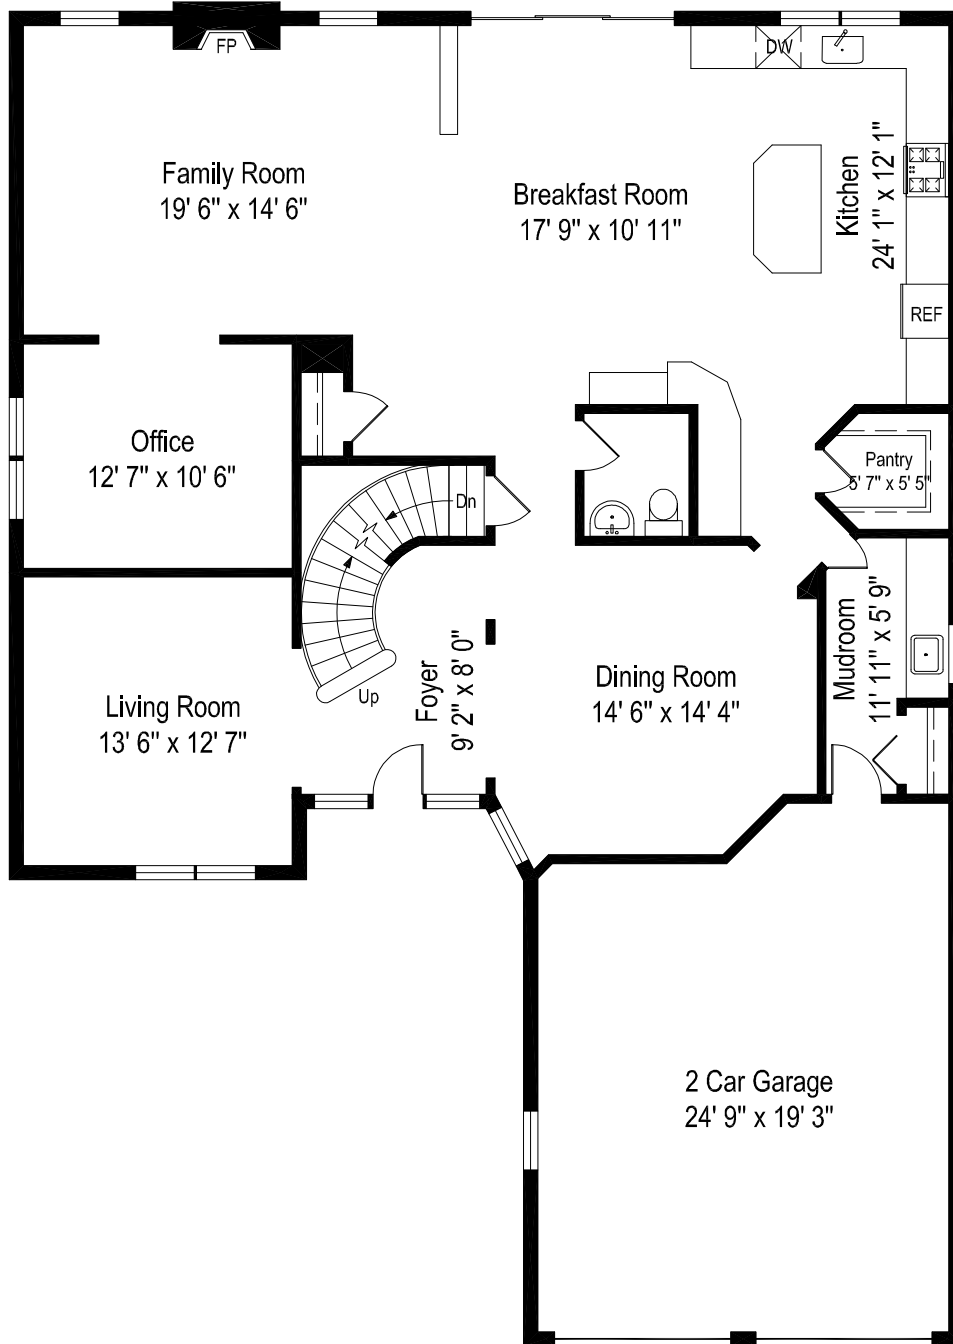 FP
DW
Family Room
19' 6" x 14' 6"
Breakfast Room
17' 9" x 10' 11"
Kitchen
24' 1" x 12' 1"
REF
Office
12' 7" x 10' 6"
Pantry
5' 7" x 5' 5"
Dn
Living Room
13' 6" x 12' 7"
Up
Foyer
9' 2" x 8' 0"
Dining Room
14' 6" x 14' 4"
Mudroom
11' 11" x 5' 9"
2 Car Garage
24' 9" x 19' 3"